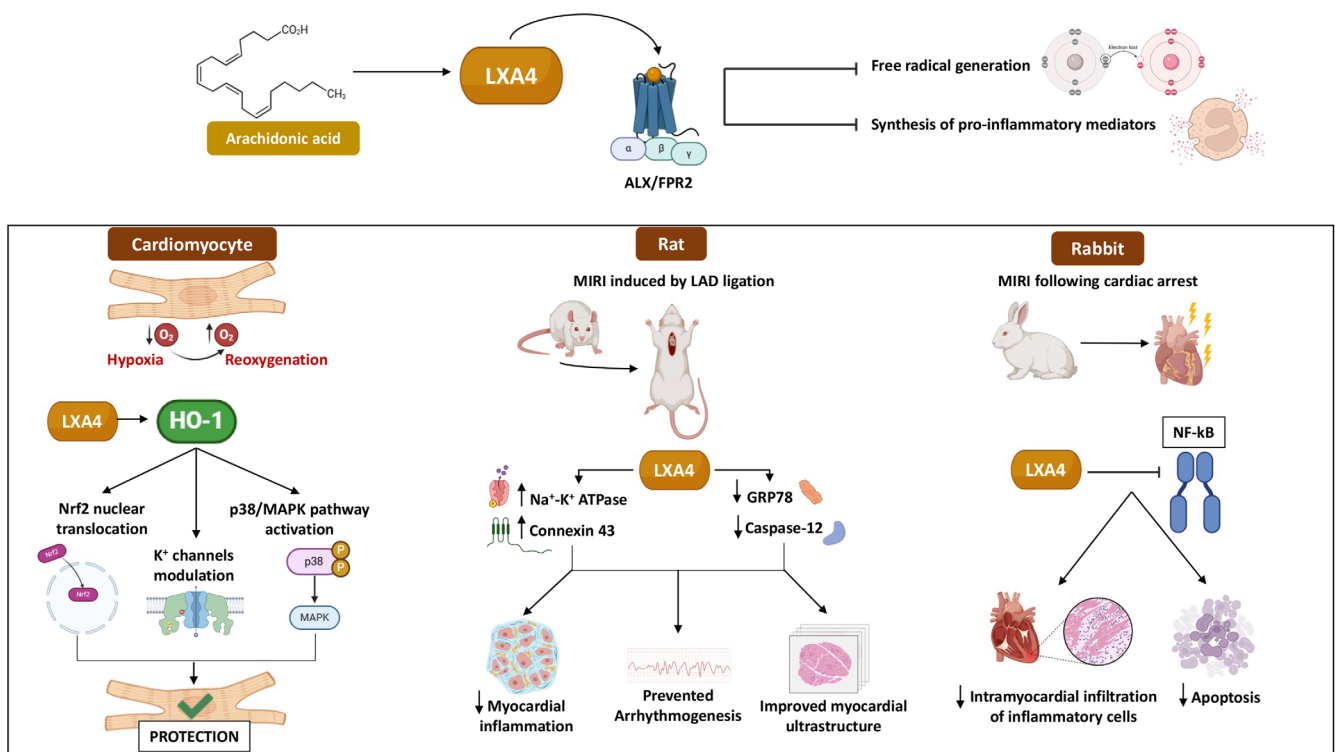 CO₂H
CH₃
Arachidonic acid
LXA4
α
β
γ
ALX/FPR2
Free radical generation
Electron lost
Synthesis of pro-inflammatory mediators
Cardiomyocyte
O₂
O₂
Hypoxia
Reoxygenation
LXA4
HO-1
Nrf2 nuclear
translocation
Nrf2
Nrf2
K⁺ channels
modulation
p38/MAPK pathway
activation
p38
P
P
MAPK
PROTECTION
Rat
MIRI induced by LAD ligation
LXA4
Na⁺-K⁺ ATPase
Connexin 43
GRP78
Caspase-12
Myocardial
inflammation
Prevented
Arrhythmogenesis
Improved myocardial
ultrastructure
Rabbit
MIRI following cardiac arrest
LXA4
NF-kB
Intramyocardial infiltration
of inflammatory cells
Apoptosis